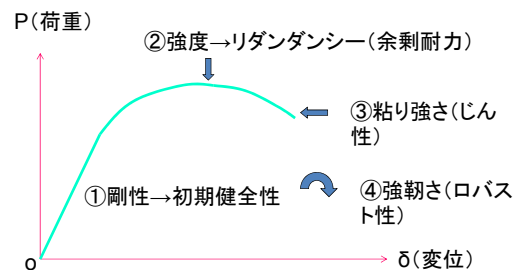 P(荷重)
②強度→リダンダンシー(余剰耐力)
③粘り強さ(じん
性)
①剛性→初期健全性
④強靭さ(ロバス
ト性)
o
δ(変位)